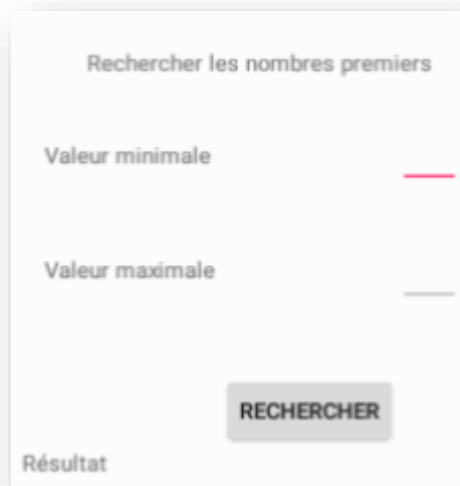 Rechercher les nombres premiers
Valeur minimale
Valeur maximale
RECHERCHER
Résultat